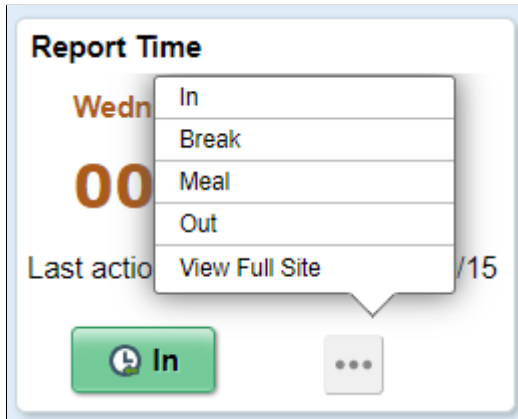 Report Time
Wedn
00
Last actio /15
In
Break
Meal
Out
View Full Site
In